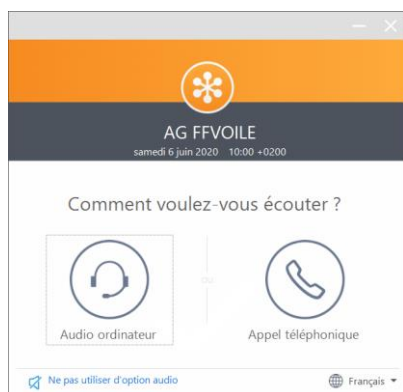 AG FFVOILE
samedi 6 juin 2020 10:00 +0200
Comment voulez-vous écouter ?
ou
Audio ordinateur
Appel téléphonique
Ne pas utiliser d'option audio
Français